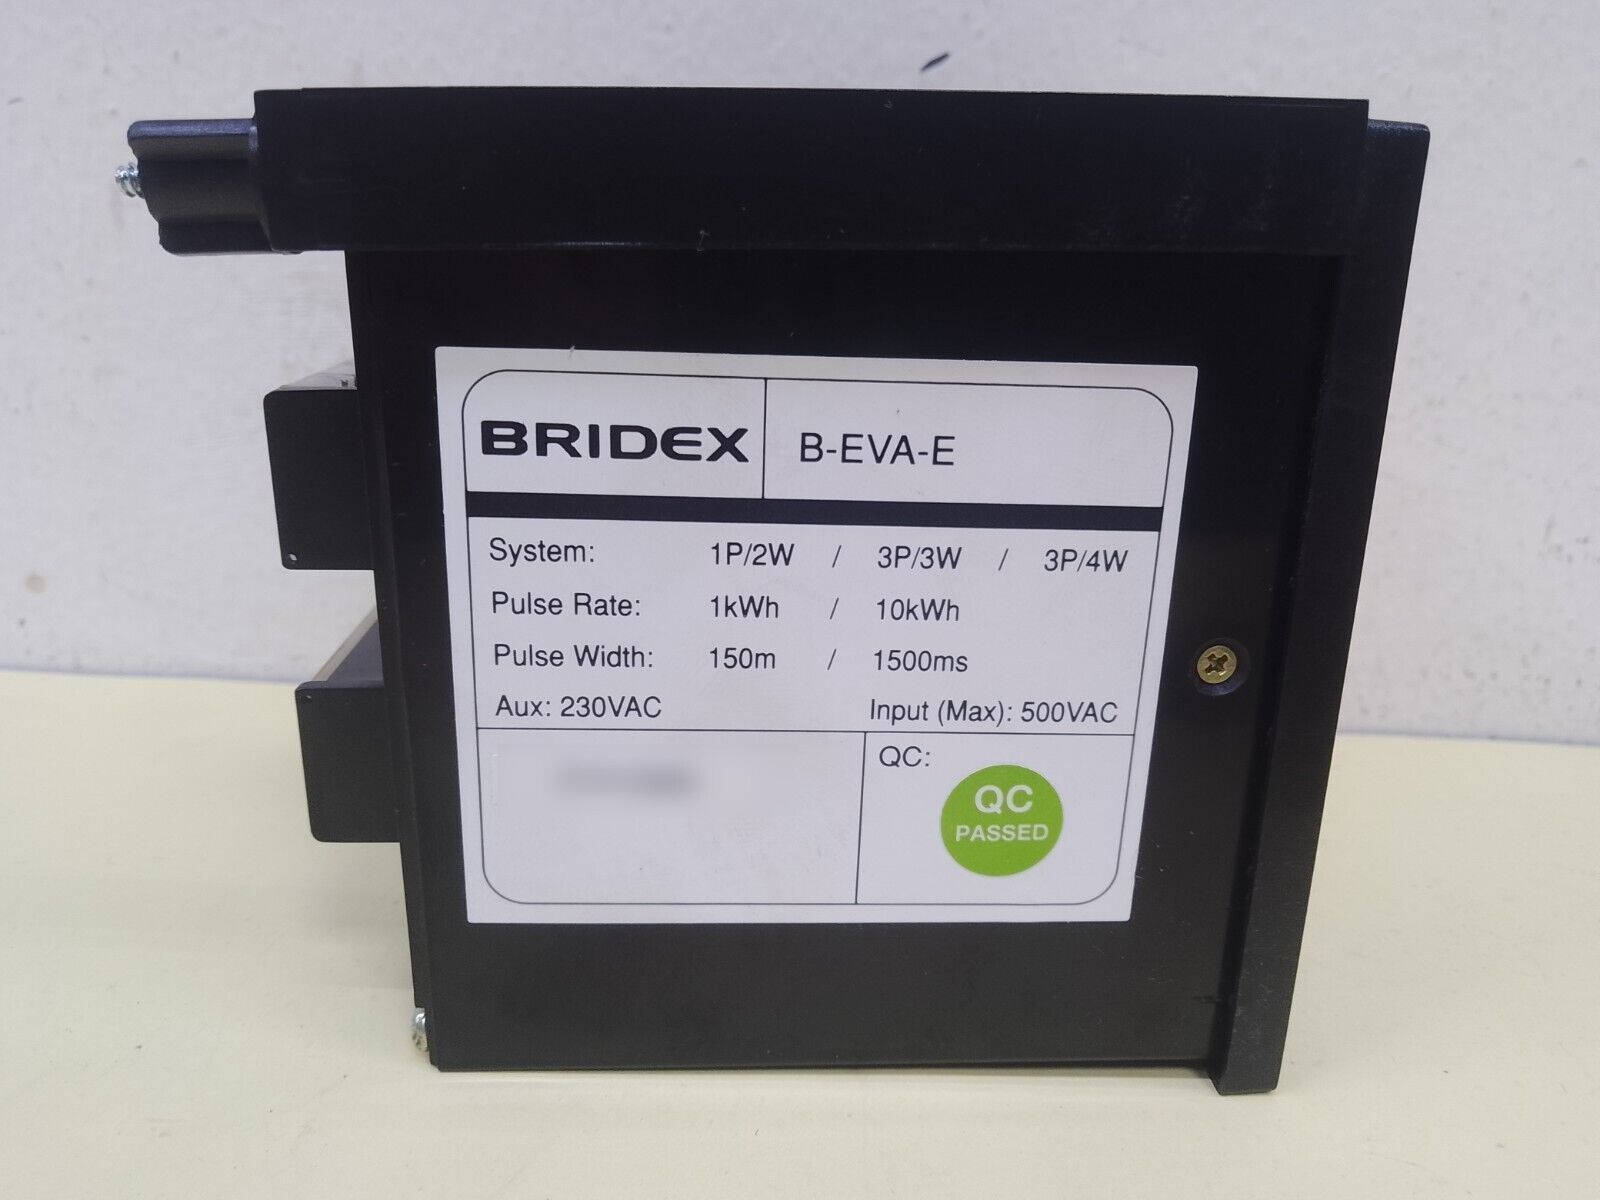 BRIDEX B-EVA-E
System: 1P/2W / 3P/3W / 3P/4W
Pulse Rate: 1kWh / 10kWh
Pulse Width: 150m / 1500ms
Aux: 230VAC Input (Max): 500VAC
QC:
QC
PASSED